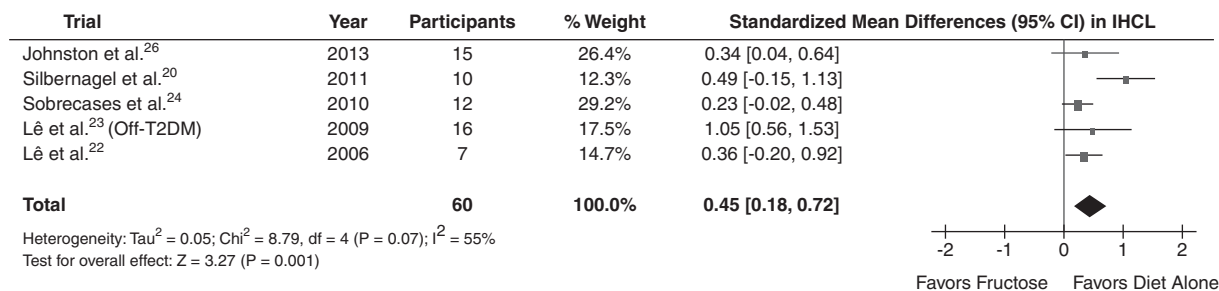 Trial Year Participants % Weight Standardized Mean Differences (95% CI) in IHCL
Johnston et al.26 2013 15 26.4% 0.34 [0.04, 0.64]
Silbernagel et al.20 2011 10 12.3% 0.49 [-0.15, 1.13]
Sobrecases et al.24 2010 12 29.2% 0.23 [-0.02, 0.48]
Lê et al.23 (Off-T2DM) 2009 16 17.5% 1.05 [0.56, 1.53]
Lê et al.22 2006 7 14.7% 0.36 [-0.20, 0.92]
Total 60 100.0% 0.45 [0.18, 0.72]
Heterogeneity: Tau2 = 0.05; Chi2 = 8.79, df = 4 (P = 0.07); I2 = 55%
Test for overall effect: Z = 3.27 (P = 0.001)
-2 -1 0 1 2
Favors Fructose Favors Diet Alone